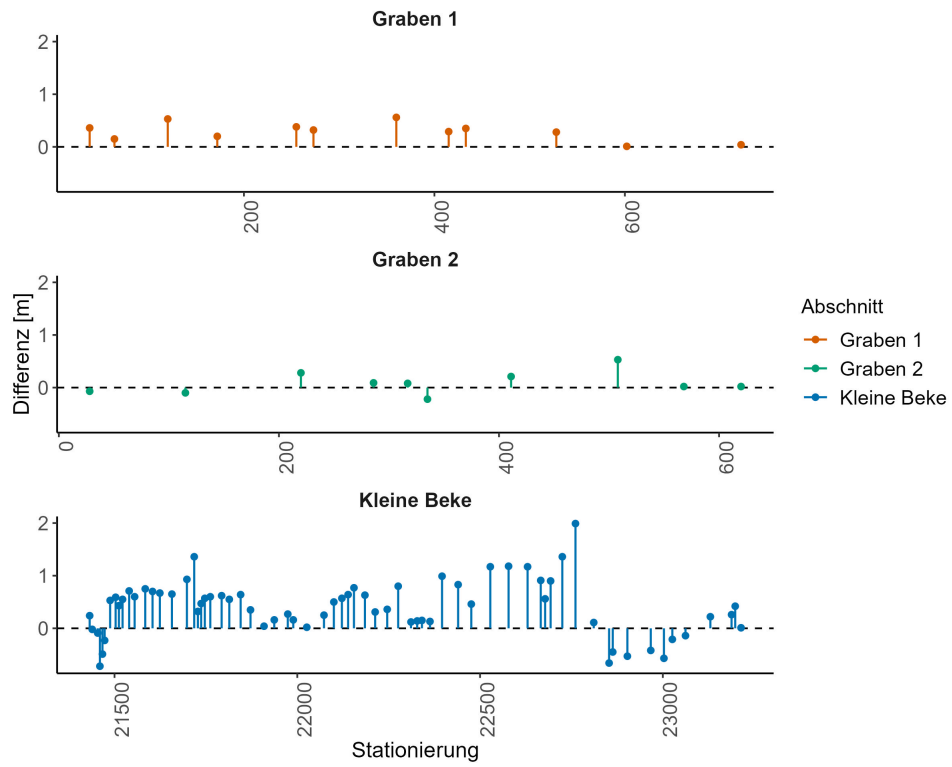 Graben 1
2
1
0
200
400
600
Graben 2
2
1
0
0
200
400
600
Differenz [m]
Kleine Beke
2
1
0
21500
22000
22500
23000
Stationierung
Abschnitt
Graben 1
Graben 2
Kleine Beke